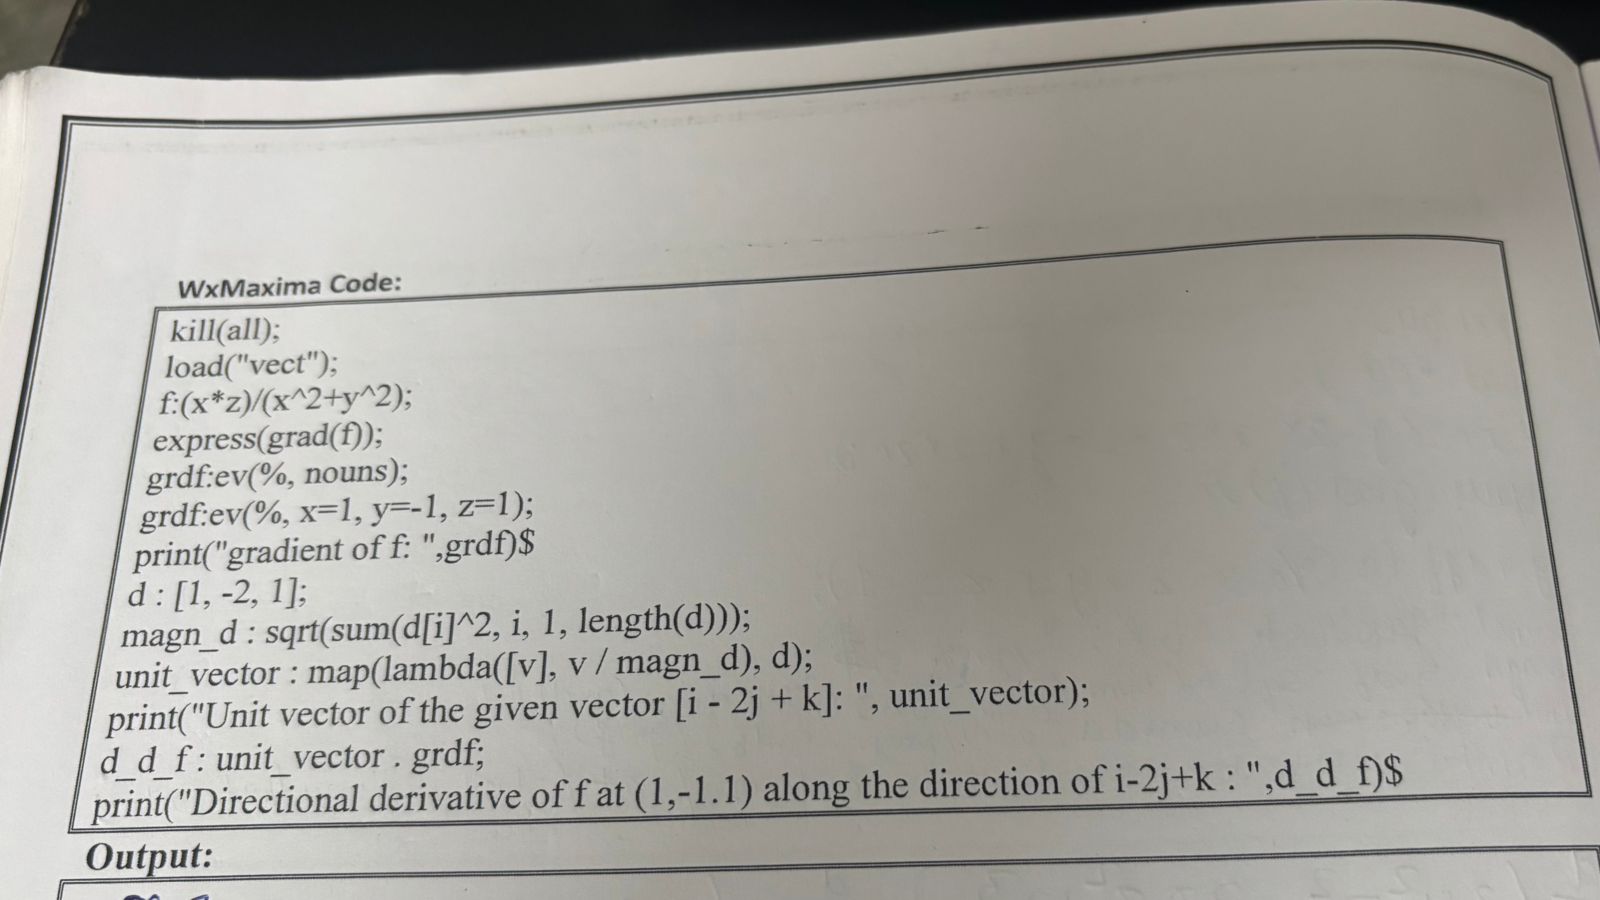 WxMaxima Code:
kill(all);
load("vect");
f:(x*z)/(x^2+y^2);
express(grad(f));
grdf:ev(%, nouns);
grdf:ev(%, x=1, y=-1, z=1);
print("gradient of f: ",grdf)$
d : [1, -2, 1];
magn_d : sqrt(sum(d[i]^2, i, 1, length(d)));
unit_vector : map(lambda([v], v / magn_d), d);
print("Unit vector of the given vector [i - 2j + k]: ", unit_vector);
d_d_f : unit_vector . grdf;
print("Directional derivative of f at (1,-1.1) along the direction of i-2j+k : ",d_d_f)$
Output: